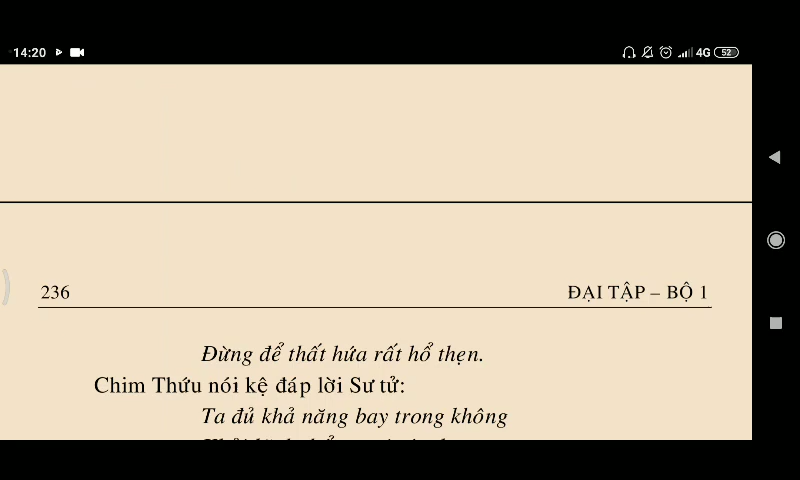 14:20
4G 52
236 ĐẠI TẬP – BỘ 1
Đừng để thất hứa rất hổ thẹn.
Chim Thứu nói kệ đáp lời Sư tử:
Ta đủ khả năng bay trong không